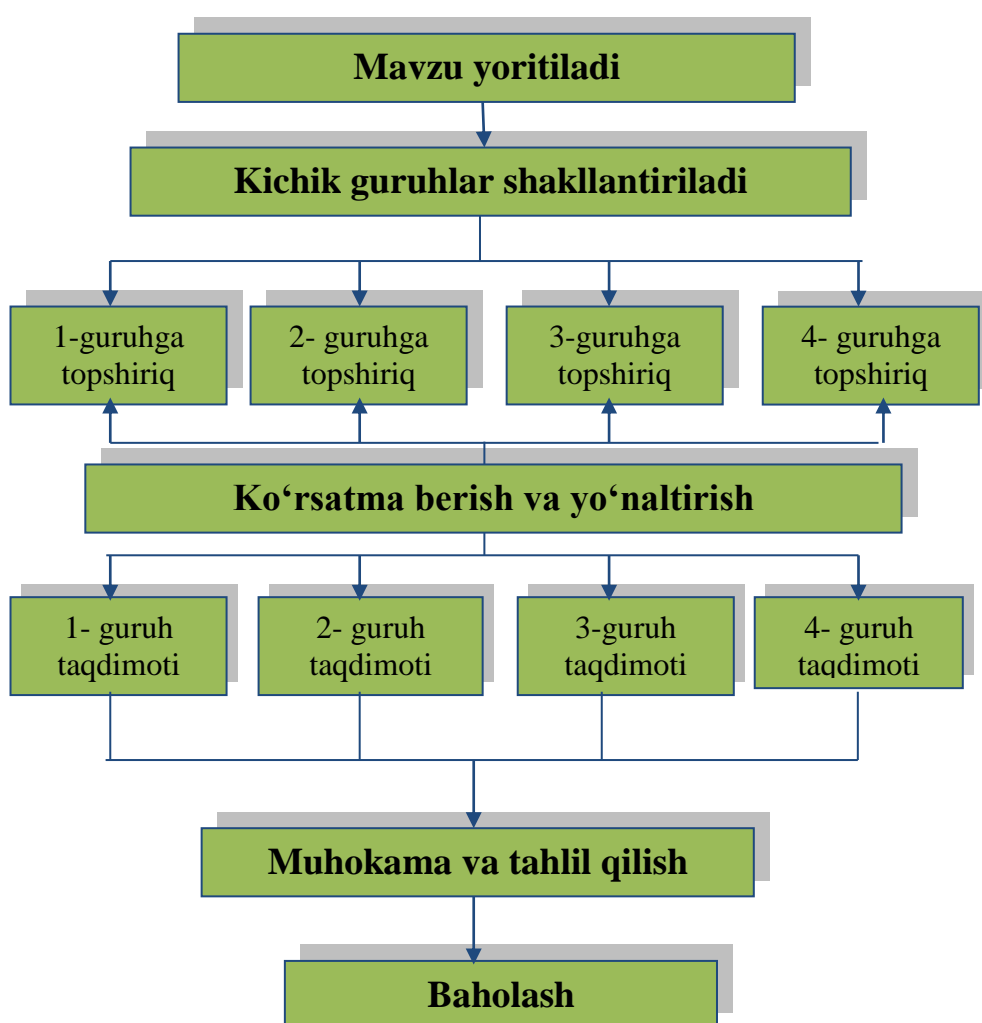 Mavzu yoritiladi
Kichik guruhlar shakllantiriladi
1-guruhga
topshiriq
2- guruhga
topshiriq
3-guruhga
topshiriq
4- guruhga
topshiriq
Ko‘rsatma berish va yo‘naltirish
1- guruh
taqdimoti
2- guruh
taqdimoti
3-guruh
taqdimoti
4- guruh
taqdimoti
Muhokama va tahlil qilish
Baholash